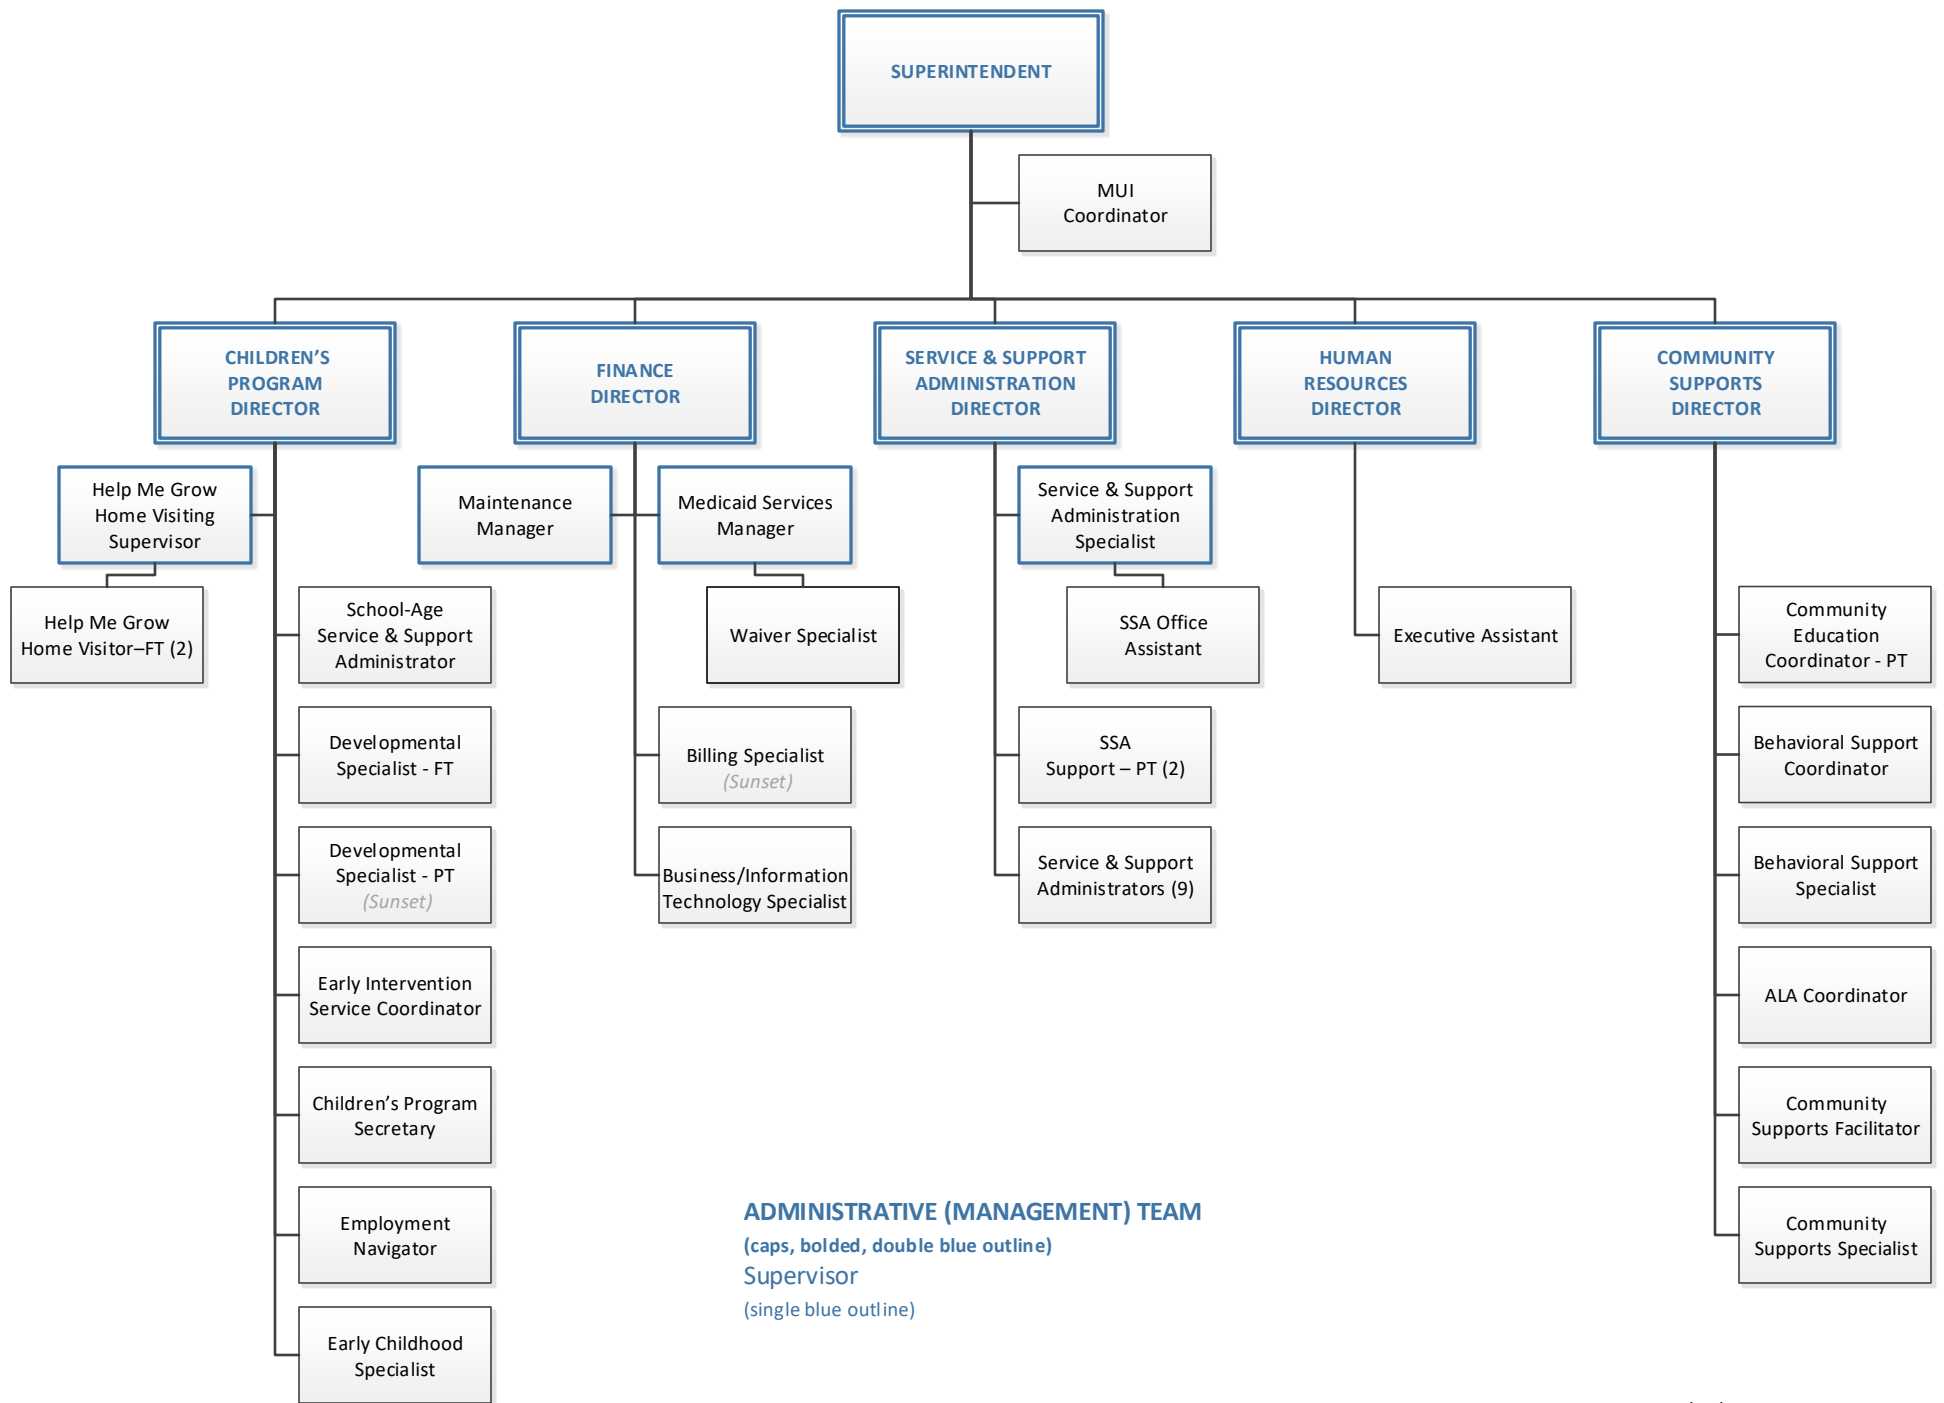 SUPERINTENDENT
MUI
Coordinator
CHILDREN’S
PROGRAM
DIRECTOR
FINANCE
DIRECTOR
SERVICE & SUPPORT
ADMINISTRATION
DIRECTOR
HUMAN
RESOURCES
DIRECTOR
COMMUNITY
SUPPORTS
DIRECTOR
Help Me Grow
Home Visiting
Supervisor
Maintenance
Manager
Medicaid Services
Manager
Service & Support
Administration
Specialist
Help Me Grow
Home Visitor–FT (2)
School-Age
Service & Support
Administrator
Waiver Specialist
SSA Office
Assistant
Executive Assistant
Community
Education
Coordinator - PT
Developmental
Specialist - FT
Billing Specialist
(Sunset)
SSA
Support – PT (2)
Behavioral Support
Coordinator
Developmental
Specialist - PT
(Sunset)
Business/Information
Technology Specialist
Service & Support
Administrators (9)
Behavioral Support
Specialist
Early Intervention
Service Coordinator
ALA Coordinator
Children’s Program
Secretary
Community
Supports Facilitator
Employment
Navigator
Community
Supports Specialist
Early Childhood
Specialist
ADMINISTRATIVE (MANAGEMENT) TEAM
(caps, bolded, double blue outline)
Supervisor
(single blue outline)